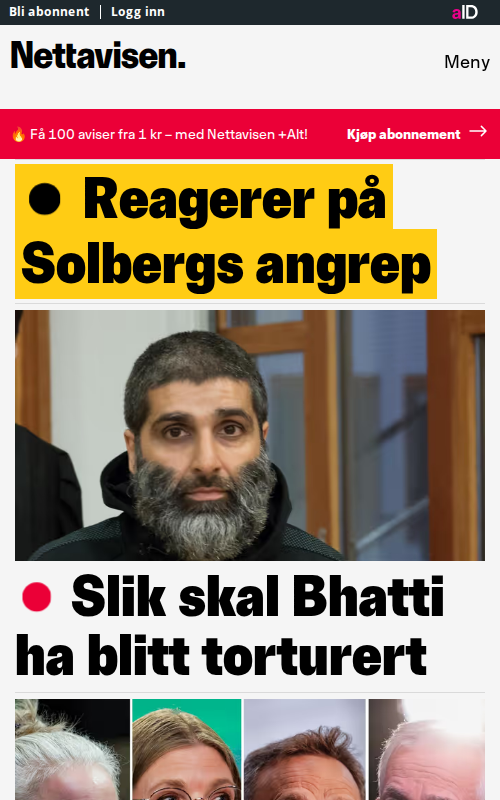 Bli abonnent | Logg inn
aID
Nettavisen.
Meny
🔥 Få 100 aviser fra 1 kr – med Nettavisen +Alt!
Kjøp abonnement →
● Reagerer på
Solbergs angrep
● Slik skal Bhatti
ha blitt torturert